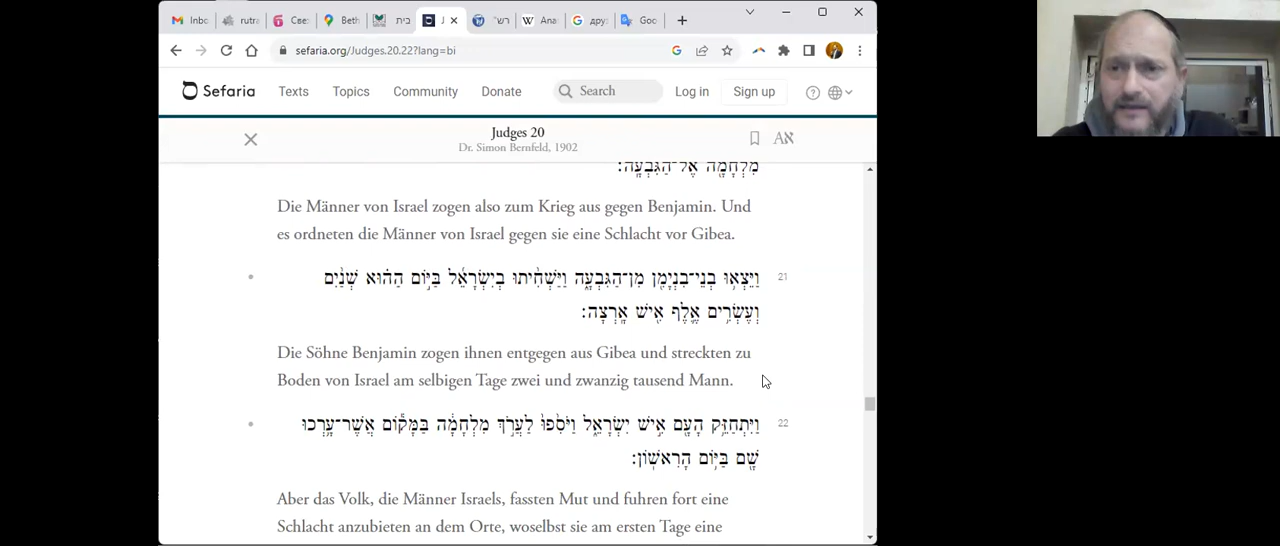 Inbo
rutra
Све
Beth
בית
J
רש"
Ana
дру
Goo
sefaria.org/Judges.20.22?lang=bi
Sefaria Texts Topics Community Donate Search Log in Sign up
Judges 20
Dr. Simon Bernfeld, 1902
מִלְחָמָ֖ה אֶל־הַגִּבְעָֽה׃
Die Männer von Israel zogen also zum Krieg aus gegen Benjamin. Und
es ordneten die Männer von Israel gegen sie eine Schlacht vor Gibea.
21
וַיֵּצְא֥וּ בְנֵֽי־בִנְיָמִ֖ן מִן־הַגִּבְעָ֑ה וַיַּשְׁחִ֨יתוּ בְיִשְׂרָאֵ֜ל בַּיּ֣וֹם הַה֗וּא שְׁנַ֨יִם
וְעֶשְׂרִ֥ים אֶ֛לֶף אִ֖ישׁ אָֽרְצָה׃
Die Söhne Benjamin zogen ihnen entgegen aus Gibea und streckten zu
Boden von Israel am selbigen Tage zwei und zwanzig tausend Mann.
22
וַיִּתְחַזֵּ֥ק הָעָ֖ם אִ֣ישׁ יִשְׂרָאֵ֑ל וַיֹּסִ֙פוּ֙ לַעֲרֹ֣ךְ מִלְחָמָ֔ה בַּמָּק֕וֹם אֲשֶׁר־עָ֥רְכוּ
שָׁ֖ם בַּיּ֥וֹם הָרִאשֽׁוֹן׃
Aber das Volk, die Männer Israels, fassten Mut und fuhren fort eine
Schlacht anzubieten an dem Orte, woselbst sie am ersten Tage eine